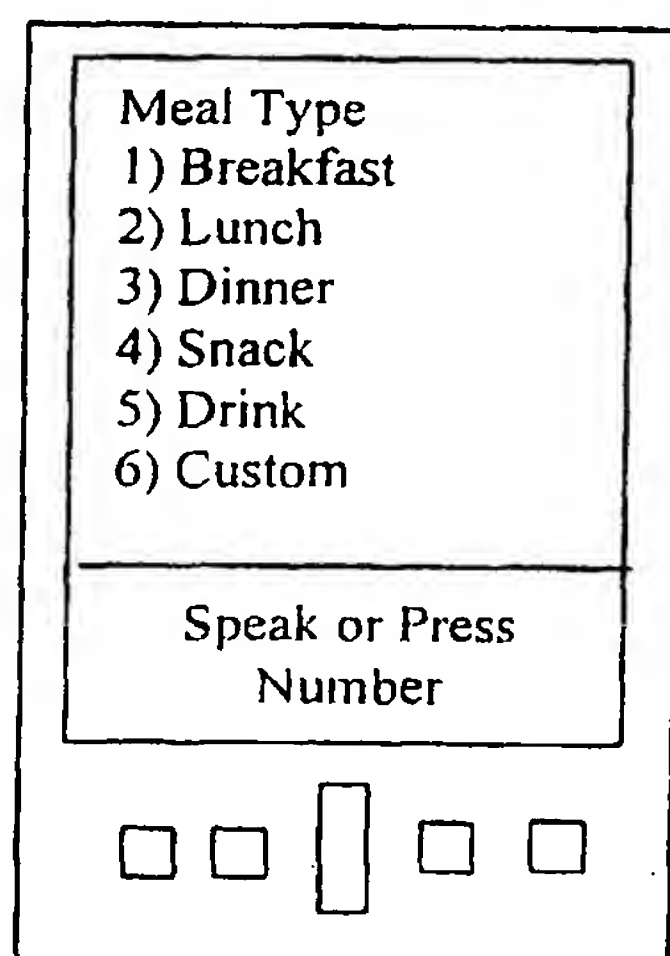 Meal Type
1) Breakfast
2) Lunch
3) Dinner
4) Snack
5) Drink
6) Custom
Speak or Press
Number